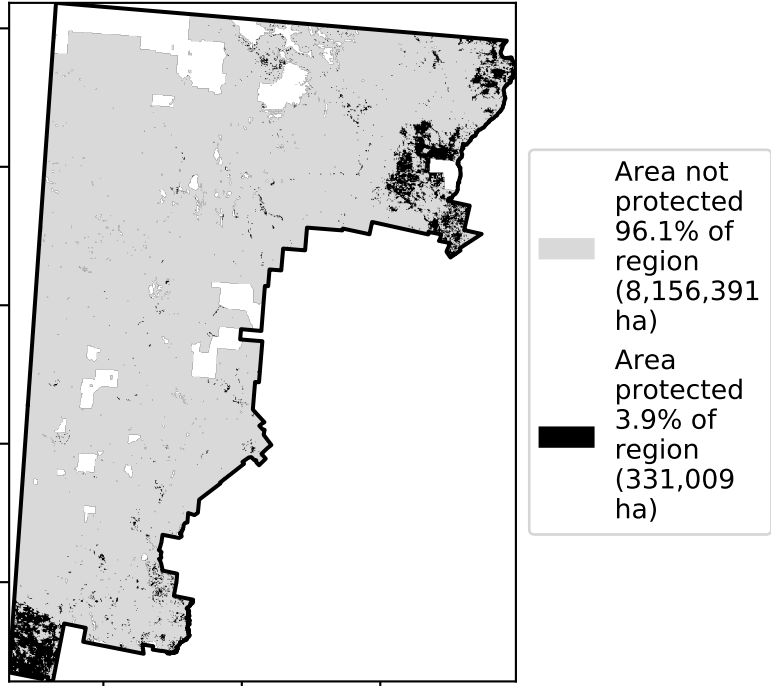 Area not
protected
96.1% of
region
(8,156,391
ha)
Area
protected
3.9% of
region
(331,009
ha)